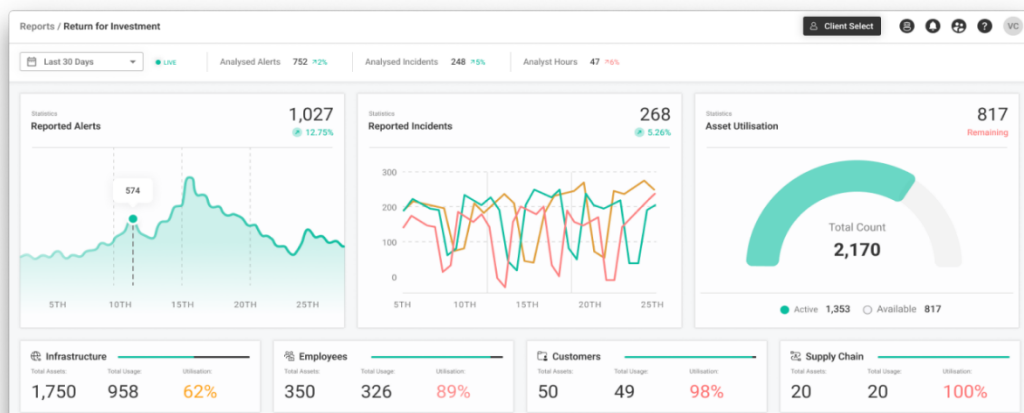 Reports / Return for Investment
Client Select
?
VC
Last 30 Days
LIVE
Analysed Alerts 752 ↗2%
Analysed Incidents 248 ↗5%
Analyst Hours 47 ↗6%
Statistics
Reported Alerts
1,027
↗ 12.75%
574
5TH 10TH 15TH 20TH 25TH
Statistics
Reported Incidents
268
↗ 5.26%
300
200
100
0
5TH 10TH 15TH 20TH 25TH
Statistics
Asset Utilisation
817
Remaining
Total Count
2,170
Active 1,353 Available 817
Infrastructure
Total Assets: Total Usage: Utilisation:
1,750 958 62%
Employees
Total Assets: Total Usage: Utilisation:
350 326 89%
Customers
Total Assets: Total Usage: Utilisation:
50 49 98%
Supply Chain
Total Assets: Total Usage: Utilisation:
20 20 100%